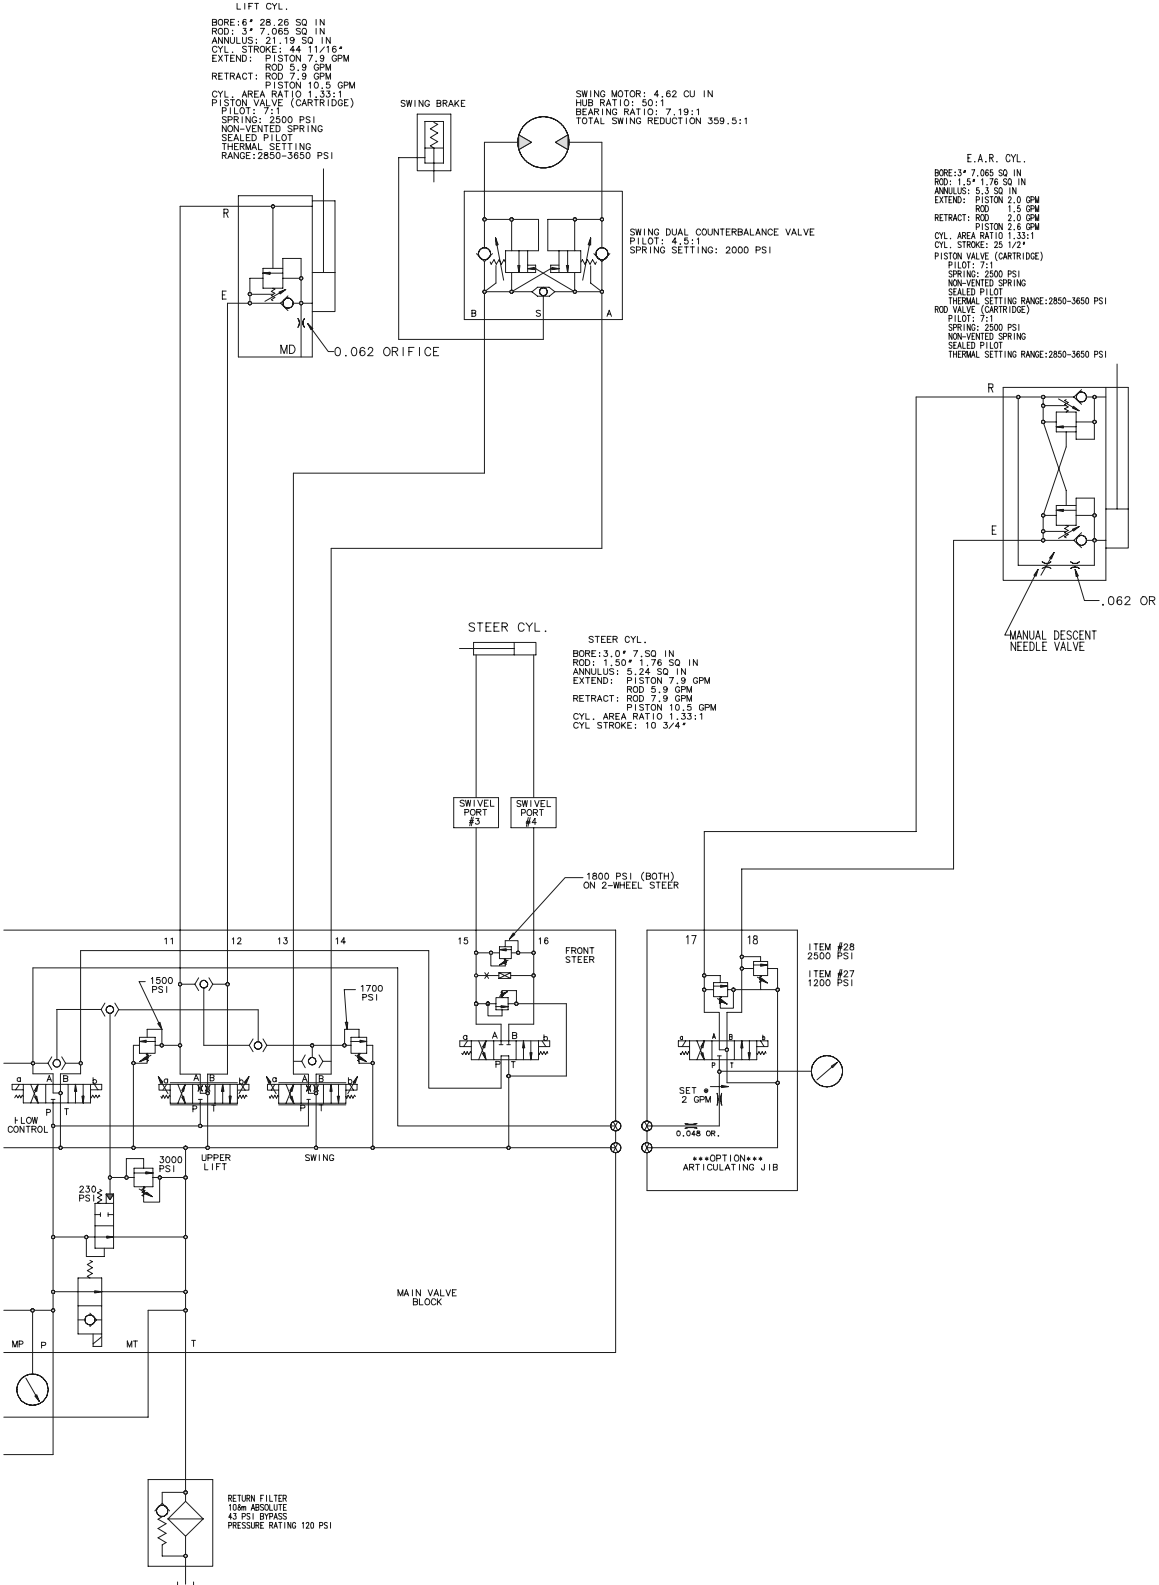 LIFT CYL.
BORE:6" 28.26 SQ IN
ROD: 3" 7.065 SQ IN
ANNULUS: 21.19 SQ IN
CYL. STROKE: 44 11/16"
EXTEND: PISTON 7.9 GPM
ROD 5.9 GPM
RETRACT: ROD 7.9 GPM
PISTON 10.5 GPM
CYL. AREA RATIO 1.33:1
PISTON VALVE (CARTRIDGE)
PILOT: 7:1
SPRING: 2500 PSI
NON-VENTED SPRING
SEALED PILOT
THERMAL SETTING
RANGE:2850-3650 PSI
R
E
MD
0.062 ORIFICE
SWING BRAKE
SWING MOTOR: 4.62 CU IN
HUB RATIO: 50:1
BEARING RATIO: 7.19:1
TOTAL SWING REDUCTION 359.5:1
SWING DUAL COUNTERBALANCE VALVE
PILOT: 4.5:1
SPRING SETTING: 2000 PSI
B
S
A
E.A.R. CYL.
BORE:3" 7.065 SQ IN
ROD: 1.5" 1.76 SQ IN
ANNULUS: 5.3 SQ IN
EXTEND: PISTON 2.0 GPM
ROD 1.5 GPM
RETRACT: ROD 2.0 GPM
PISTON 2.6 GPM
CYL. AREA RATIO 1.33:1
CYL. STROKE: 25 1/2"
PISTON VALVE (CARTRIDGE)
PILOT: 7:1
SPRING: 2500 PSI
NON-VENTED SPRING
SEALED PILOT
THERMAL SETTING RANGE:2850-3650 PSI
ROD VALVE (CARTRIDGE)
PILOT: 7:1
SPRING: 2500 PSI
NON-VENTED SPRING
SEALED PILOT
THERMAL SETTING RANGE:2850-3650 PSI
R
E
.062 OR
MANUAL DESCENT
NEEDLE VALVE
STEER CYL.
STEER CYL.
BORE:3.0" 7.SQ IN
ROD: 1.50" 1.76 SQ IN
ANNULUS: 5.24 SQ IN
EXTEND: PISTON 7.9 GPM
ROD 5.9 GPM
RETRACT: ROD 7.9 GPM
PISTON 10.5 GPM
CYL. AREA RATIO 1.33:1
CYL STROKE: 10 3/4"
SWIVEL
PORT
#3
SWIVEL
PORT
#4
1800 PSI (BOTH)
ON 2-WHEEL STEER
11
12
13
14
15
16
FRONT
STEER
17
18
ITEM #28
2500 PSI
ITEM #27
1200 PSI
1500
PSI
1700
PSI
a A B b
P T
a A B b
P T
a A B b
P T
a A B b
P T
a A B b
P T
FLOW
CONTROL
UPPER
LIFT
SWING
SET @
2 GPM
0.048 OR.
***OPTION***
ARTICULATING JIB
3000
PSI
230
PSI
MAIN VALVE
BLOCK
MP
P
MT
T
RETURN FILTER
10Bm ABSOLUTE
43 PSI BYPASS
PRESSURE RATING 120 PSI